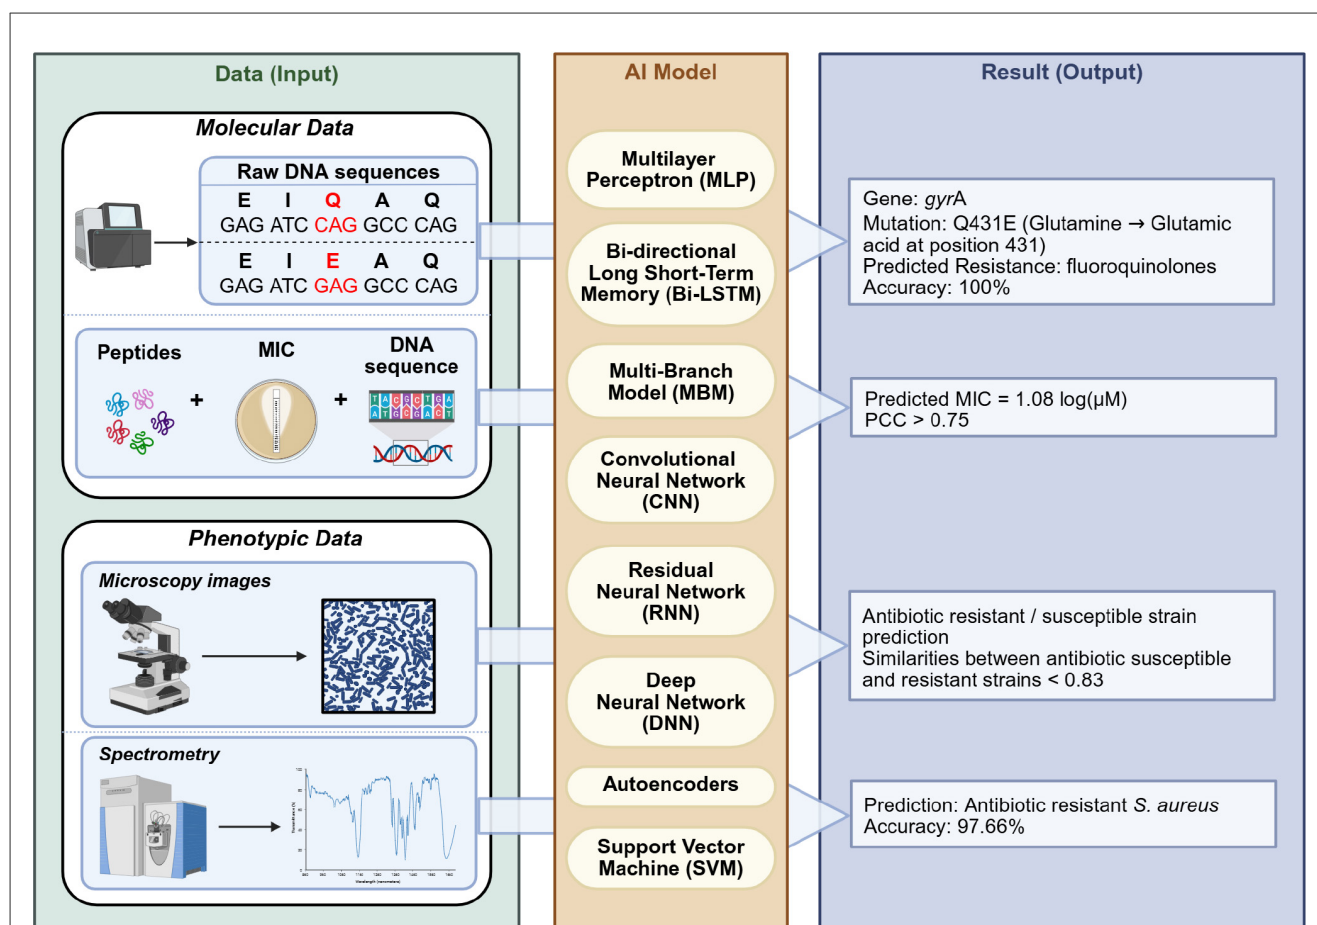 Data (Input)
Molecular Data
Raw DNA sequences
E I Q A Q
GAG ATC CAG GCC CAG
E I E A Q
GAG ATC GAG GCC CAG
Peptides
+
MIC
+
DNA
sequence
T A C G C T G A
A T G C G A C T
Phenotypic Data
Microscopy images
Spectrometry
Wavelength (nanometers)
AI Model
Multilayer
Perceptron (MLP)
Bi-directional
Long Short-Term
Memory (Bi-LSTM)
Multi-Branch
Model (MBM)
Convolutional
Neural Network
(CNN)
Residual
Neural Network
(RNN)
Deep
Neural Network
(DNN)
Autoencoders
Support Vector
Machine (SVM)
Result (Output)
Gene: gyrA
Mutation: Q431E (Glutamine → Glutamic
acid at position 431)
Predicted Resistance: fluoroquinolones
Accuracy: 100%
Predicted MIC = 1.08 log(µM)
PCC > 0.75
Antibiotic resistant / susceptible strain
prediction
Similarities between antibiotic susceptible
and resistant strains < 0.83
Prediction: Antibiotic resistant S. aureus
Accuracy: 97.66%